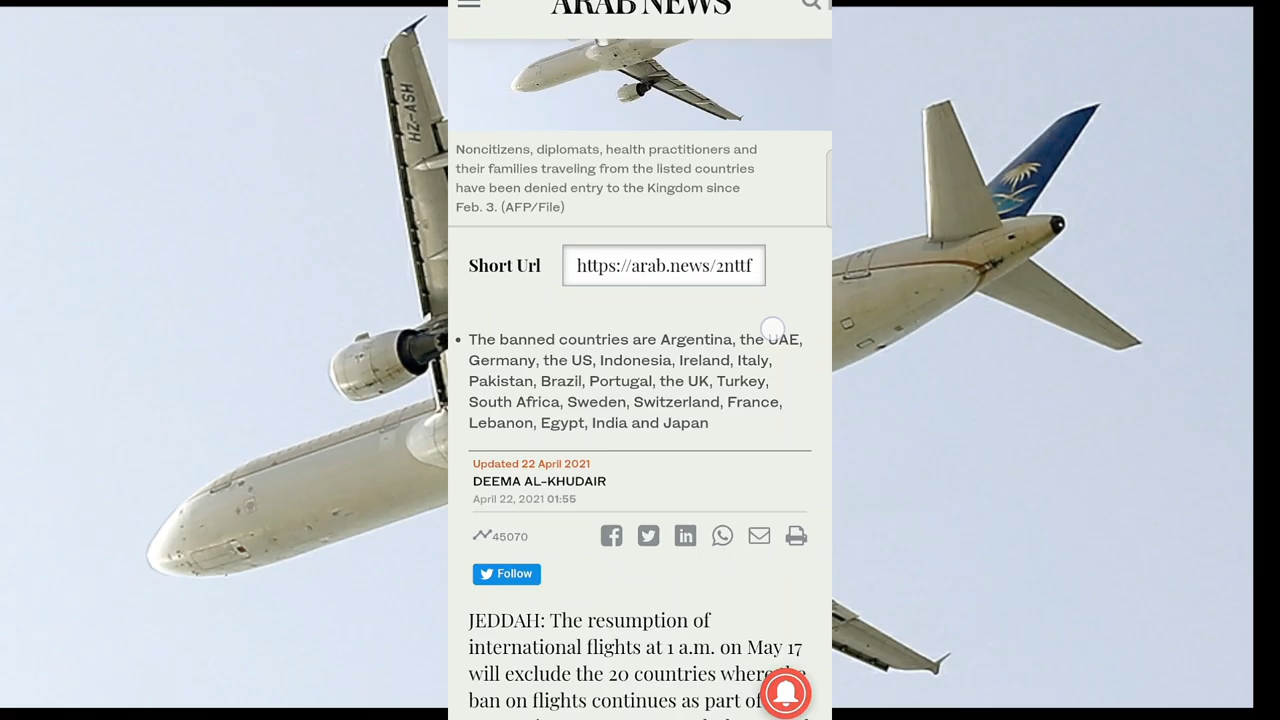 ARAB NEWS
HZ-ASH
Noncitizens, diplomats, health practitioners and
their families traveling from the listed countries
have been denied entry to the Kingdom since
Feb. 3. (AFP/File)
Short Url
https://arab.news/2nttf
• The banned countries are Argentina, the UAE,
Germany, the US, Indonesia, Ireland, Italy,
Pakistan, Brazil, Portugal, the UK, Turkey,
South Africa, Sweden, Switzerland, France,
Lebanon, Egypt, India and Japan
Updated 22 April 2021
DEEMA AL-KHUDAIR
April 22, 2021 01:55
45070
Follow
JEDDAH: The resumption of
international flights at 1 a.m. on May 17
will exclude the 20 countries where the
ban on flights continues as part of